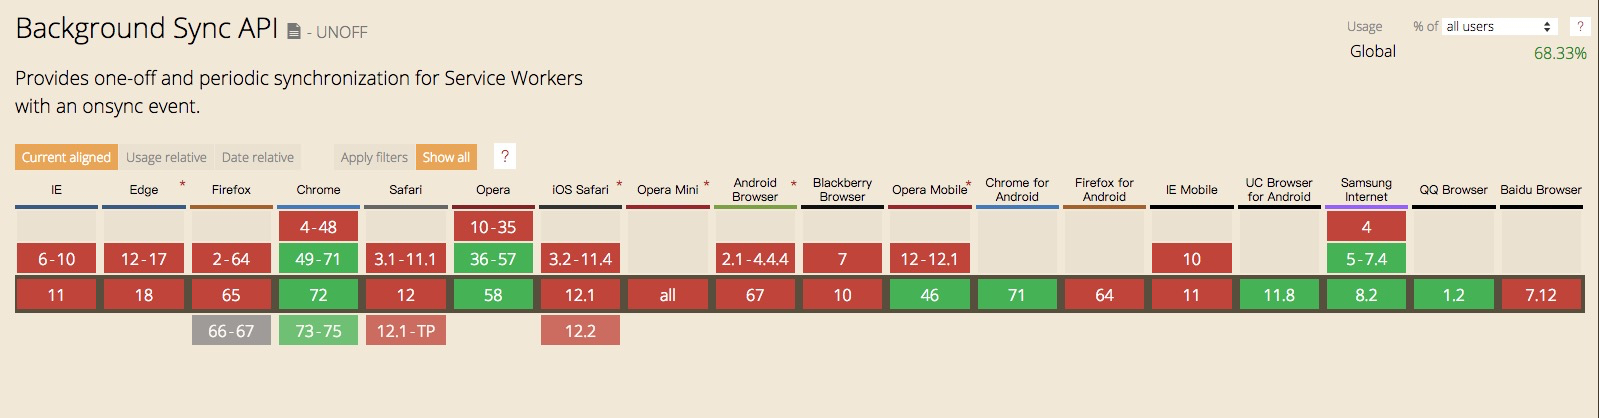 Background Sync API - UNOFF
Usage % of all users ?
Global 68.33%
Provides one-off and periodic synchronization for Service Workers
with an onsync event.
Current aligned Usage relative Date relative Apply filters Show all ?
IE Edge * Firefox Chrome Safari Opera iOS Safari * Opera Mini * Android Browser * Blackberry Browser Opera Mobile * Chrome for Android Firefox for Android IE Mobile UC Browser for Android Samsung Internet QQ Browser Baidu Browser
4-48 10-35 4
6-10 12-17 2-64 49-71 3.1-11.1 36-57 3.2-11.4 2.1-4.4.4 7 12-12.1 10 5-7.4
11 18 65 72 12 58 12.1 all 67 10 46 71 64 11 11.8 8.2 1.2 7.12
66-67 73-75 12.1-TP 12.2